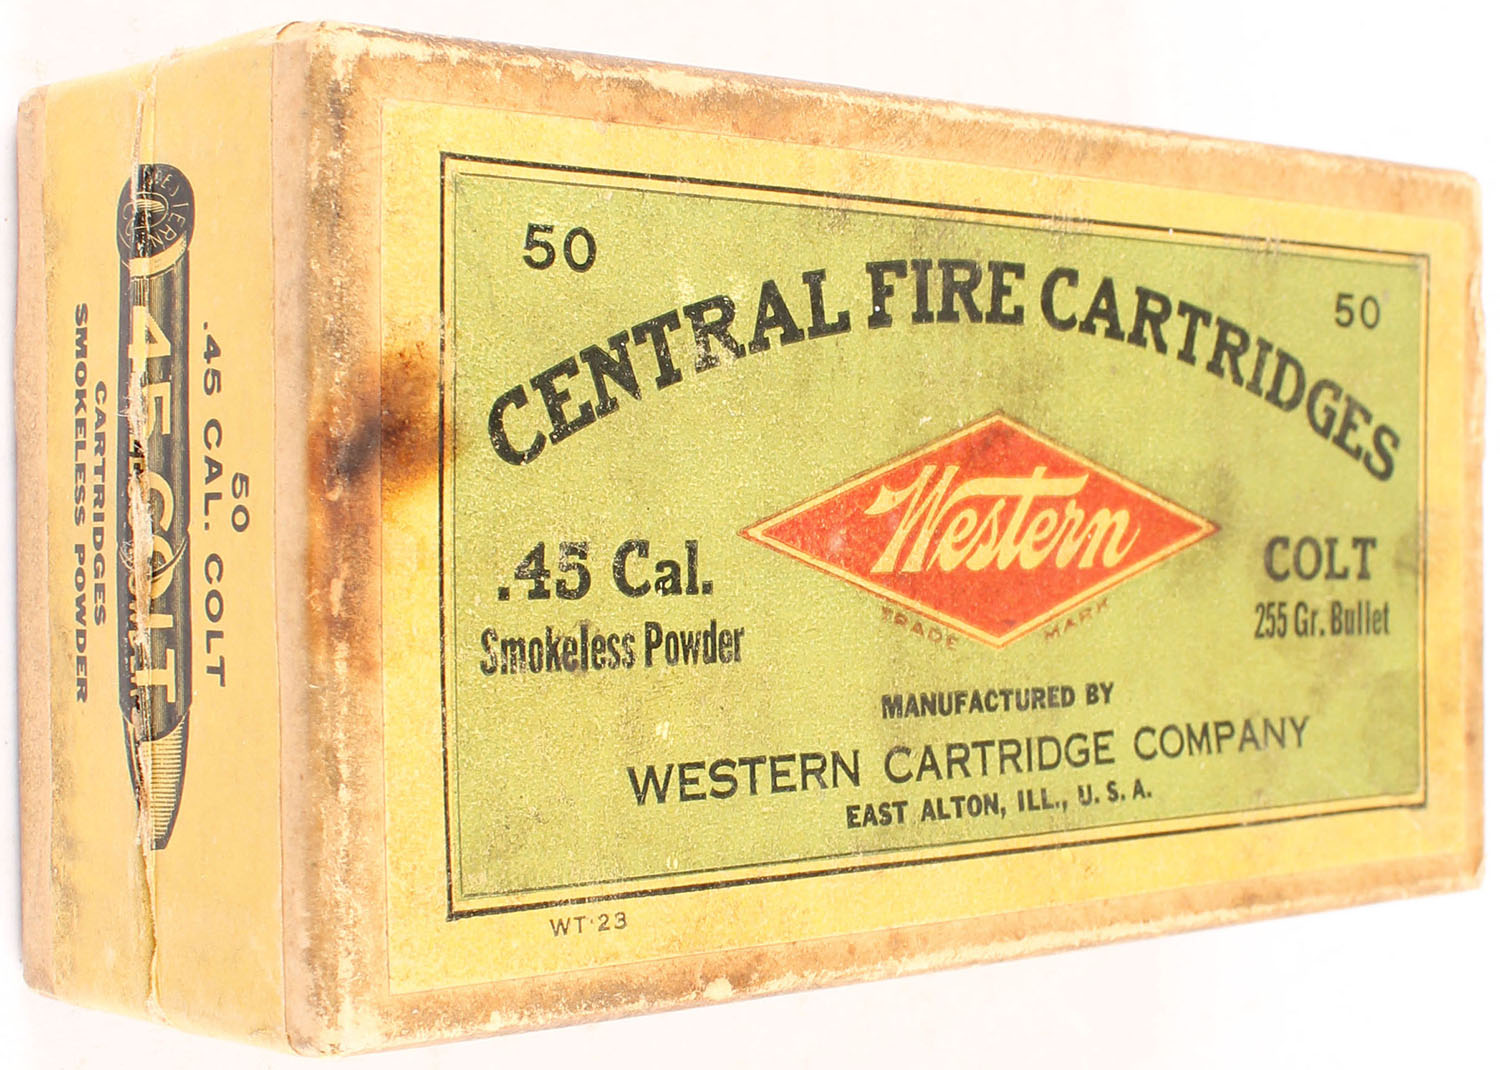 50
50
CENTRAL FIRE CARTRIDGES
Western
TRADE MARK
.45 Cal.
Smokeless Powder
COLT
255 Gr. Bullet
MANUFACTURED BY
WESTERN CARTRIDGE COMPANY
EAST ALTON, ILL., U. S. A.
WT·23
50
.45 CAL. COLT
WESTERN
45 COLT
CARTRIDGES
SMOKELESS POWDER